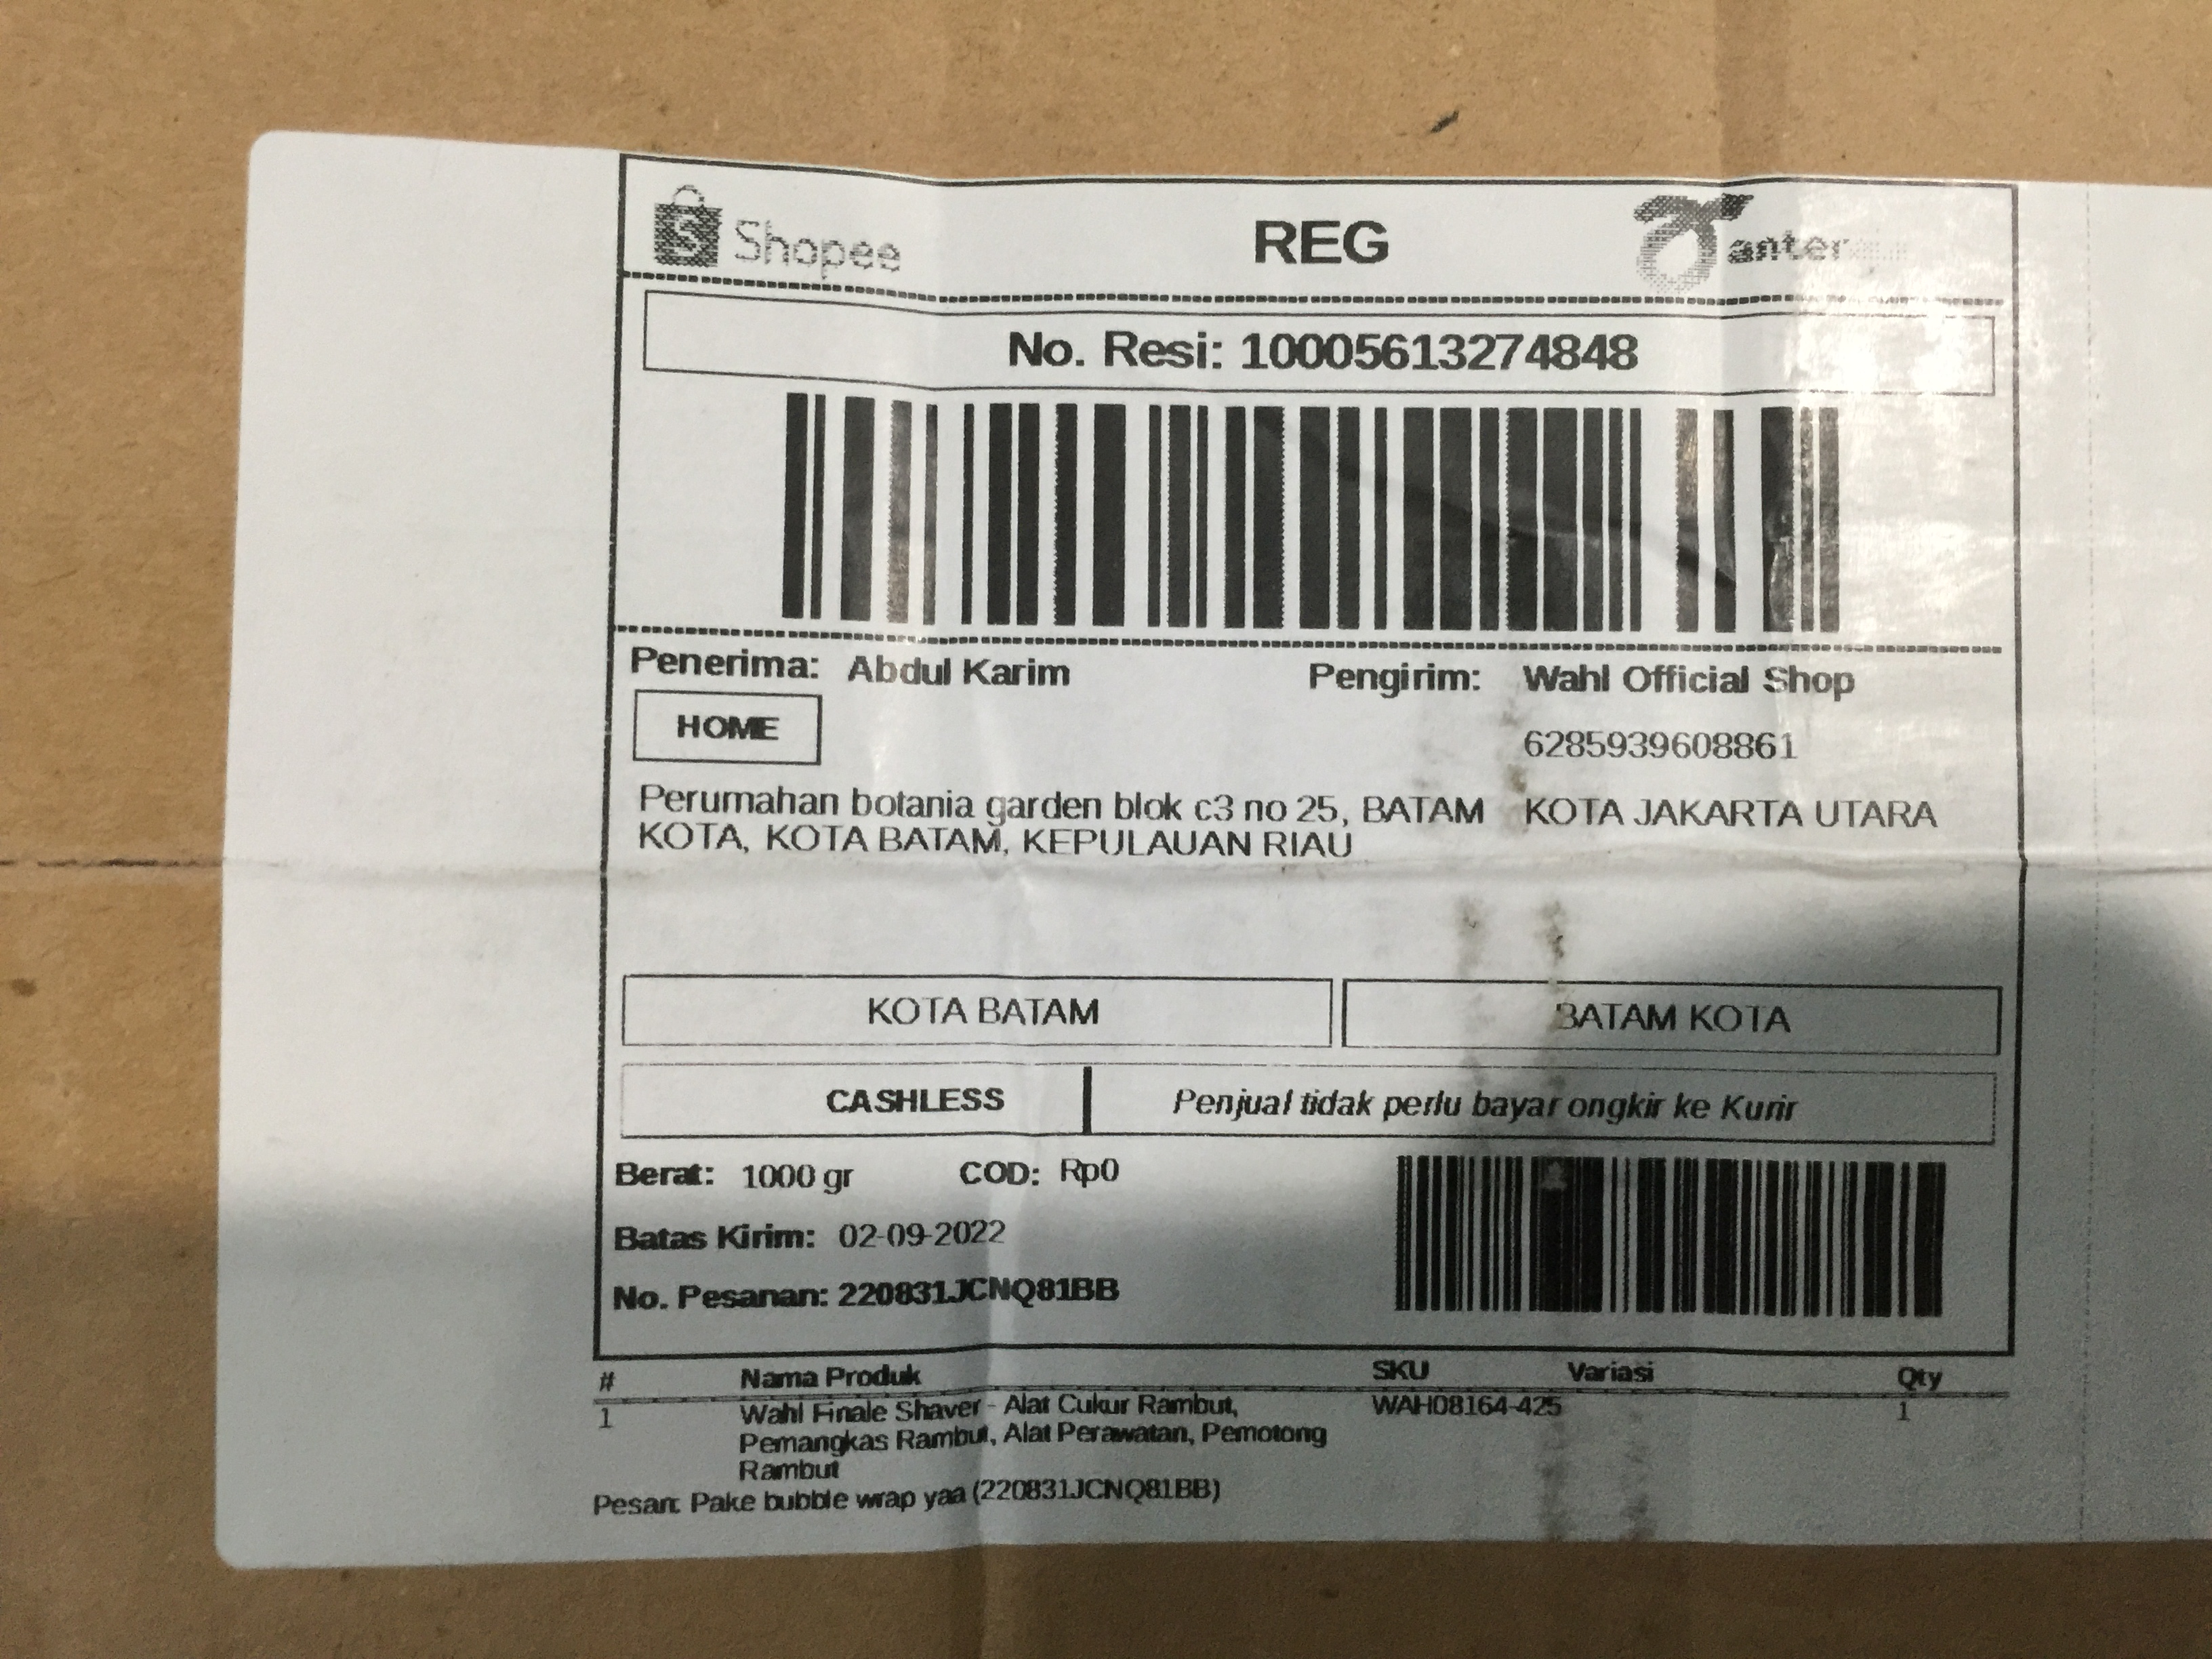 Shopee
REG
anter
No. Resi: 10005613274848
Penerima: Abdul Karim
Pengirim: Wahl Official Shop
HOME
6285939608861
Perumahan botania garden blok c3 no 25, BATAM
KOTA, KOTA BATAM, KEPULAUAN RIAU
KOTA JAKARTA UTARA
KOTA BATAM
BATAM KOTA
CASHLESS
Penjual tidak perlu bayar ongkir ke Kurir
Berat: 1000 gr
COD: Rp0
Batas Kirim: 02-09-2022
No. Pesanan: 220831JCNQ81BB
# Nama Produk SKU Variasi Qty
1 Wahl Finale Shaver - Alat Cukur Rambut, WAH08164-425 1
Pemangkas Rambut, Alat Perawatan, Pemotong
Rambut
Pesan: Pake bubble wrap yaa (220831JCNQ81BB)